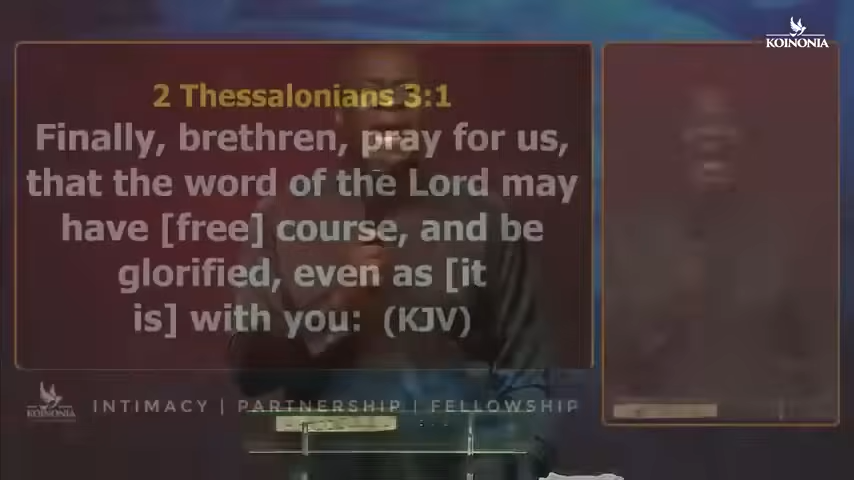 KOINONIA
2 Thessalonians 3:1
Finally, brethren, pray for us,
that the word of the Lord may
have [free] course, and be
glorified, even as [it
is] with you: (KJV)
KOINONIA
INTIMACY | PARTNERSHIP | FELLOWSHIP